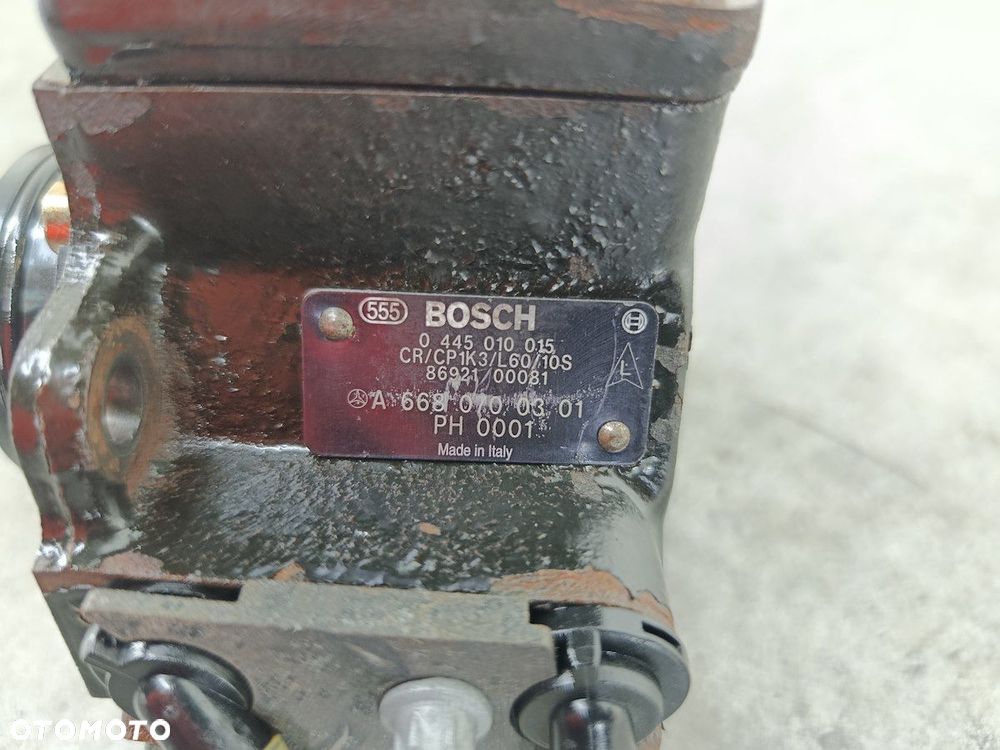 555 BOSCH
0 445 010 015
CR/CP1K3/L60/10S
86921 00081
L
A 668 070 03 01
PH 0001
Made in Italy
OTOMOTO